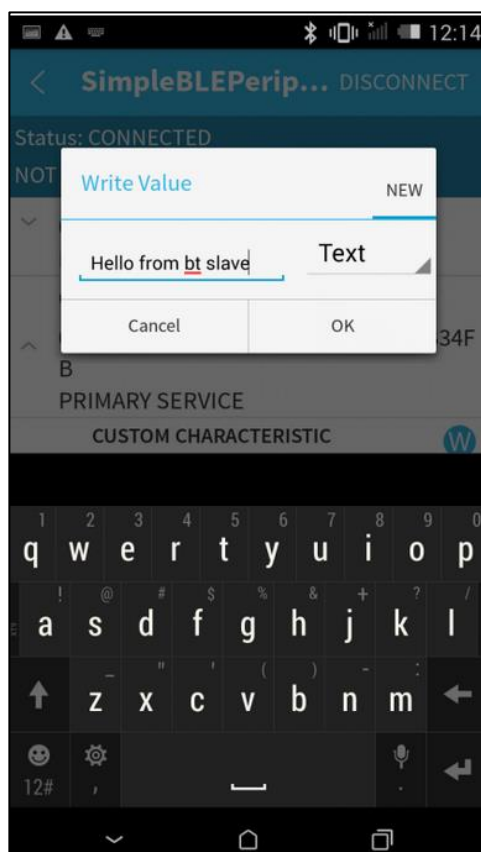 12:14
SimpleBLEPerip... DISCONNECT
Status: CONNECTED
NOT
Write Value NEW
Hello from bt slave Text
Cancel OK
34F
B
PRIMARY SERVICE
CUSTOM CHARACTERISTIC W
1 2 3 4 5 6 7 8 9 0
q w e r t y u i o p
! @ # $ % & + ? /
a s d f g h j k l
_ " ' ( ) - :
z x c v b n m
12# , .